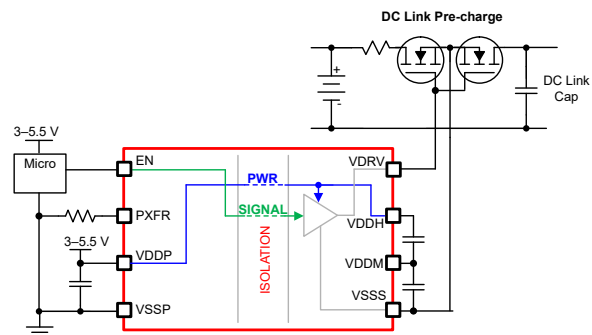 DC Link Pre-charge
+
-
DC Link
Cap
3–5.5 V
Micro
EN
PWR
VDRV
PXFR
SIGNAL
VDDH
3–5.5 V
VDDP
ISOLATION
VDDM
VSSP
VSSS